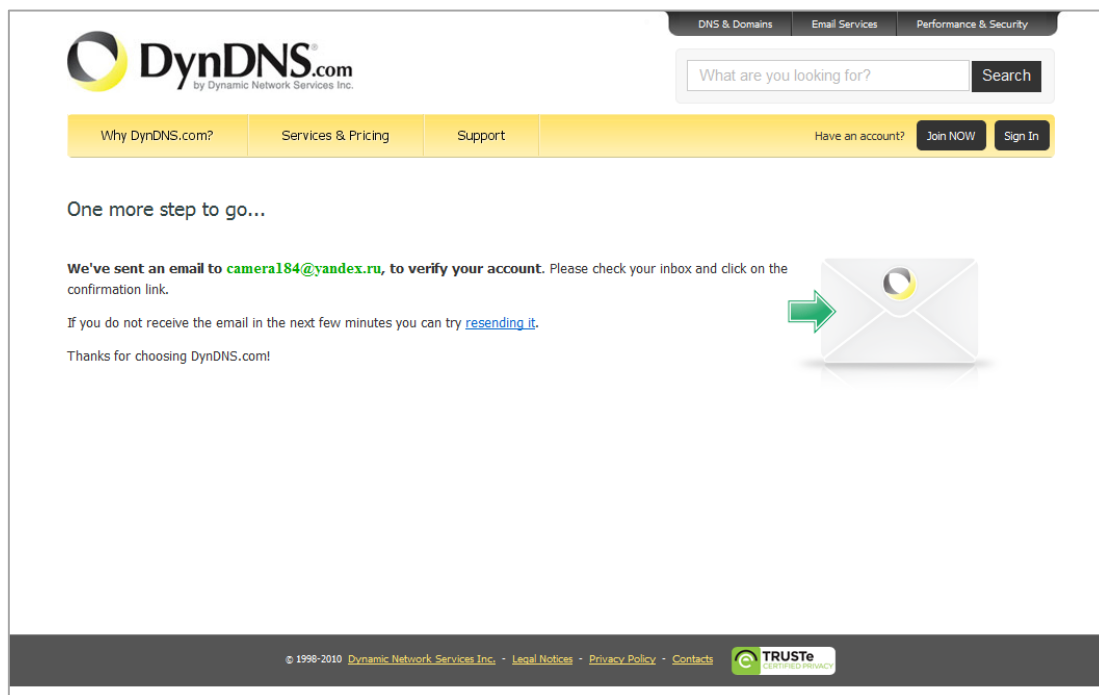 DNS & Domains Email Services Performance & Security
DynDNS.com
by Dynamic Network Services Inc.
What are you looking for? Search
Why DynDNS.com? Services & Pricing Support Have an account? Join NOW Sign In
One more step to go...
We've sent an email to camera184@yandex.ru, to verify your account. Please check your inbox and click on the
confirmation link.
If you do not receive the email in the next few minutes you can try resending it.
Thanks for choosing DynDNS.com!
© 1998-2010 Dynamic Network Services Inc. - Legal Notices - Privacy Policy - Contacts TRUSTe
CERTIFIED PRIVACY